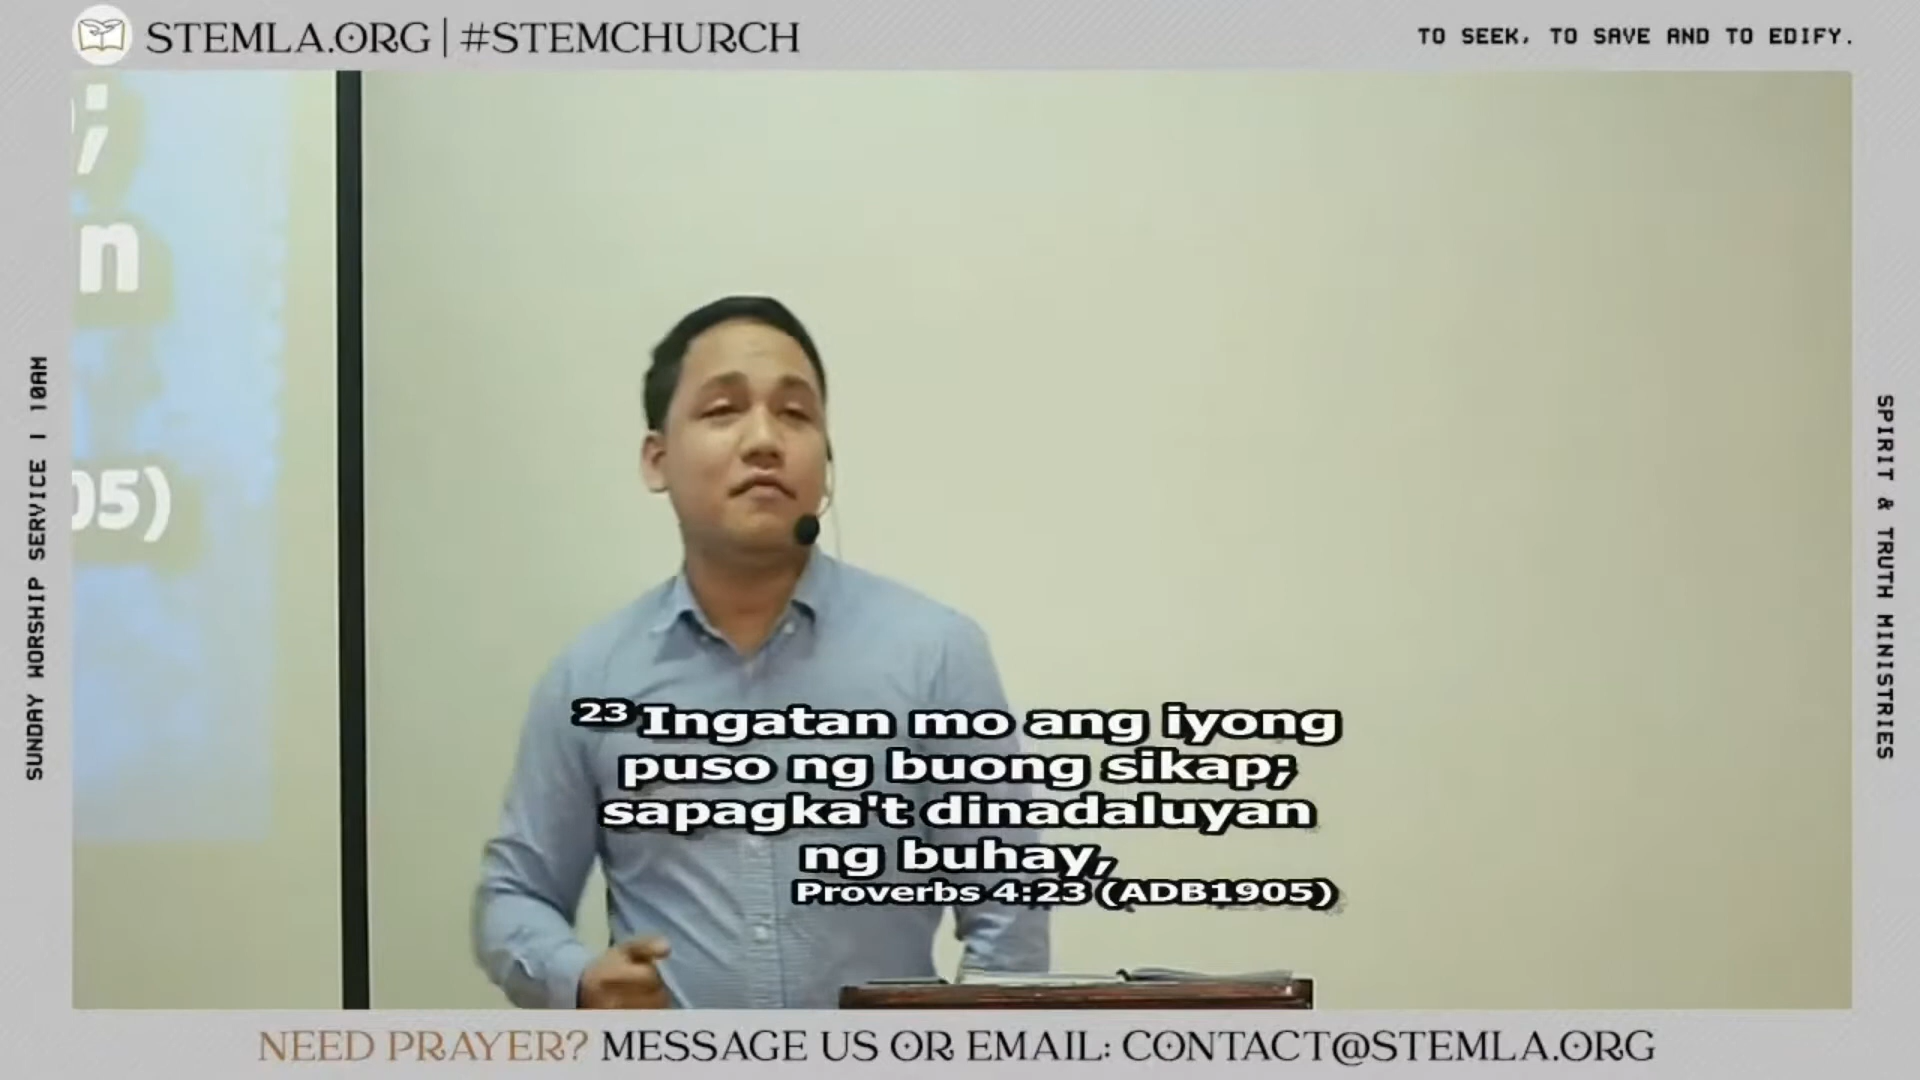 STEMLA.ORG | #STEMCHURCH
TO SEEK, TO SAVE AND TO EDIFY.
;
n
05)
SUNDAY WORSHIP SERVICE | 10AM
SPIRIT & TRUTH MINISTRIES
23 Ingatan mo ang iyong
puso ng buong sikap;
sapagka't dinadaluyan
ng buhay,
Proverbs 4:23 (ADB1905)
NEED PRAYER? MESSAGE US OR EMAIL: CONTACT@STEMLA.ORG